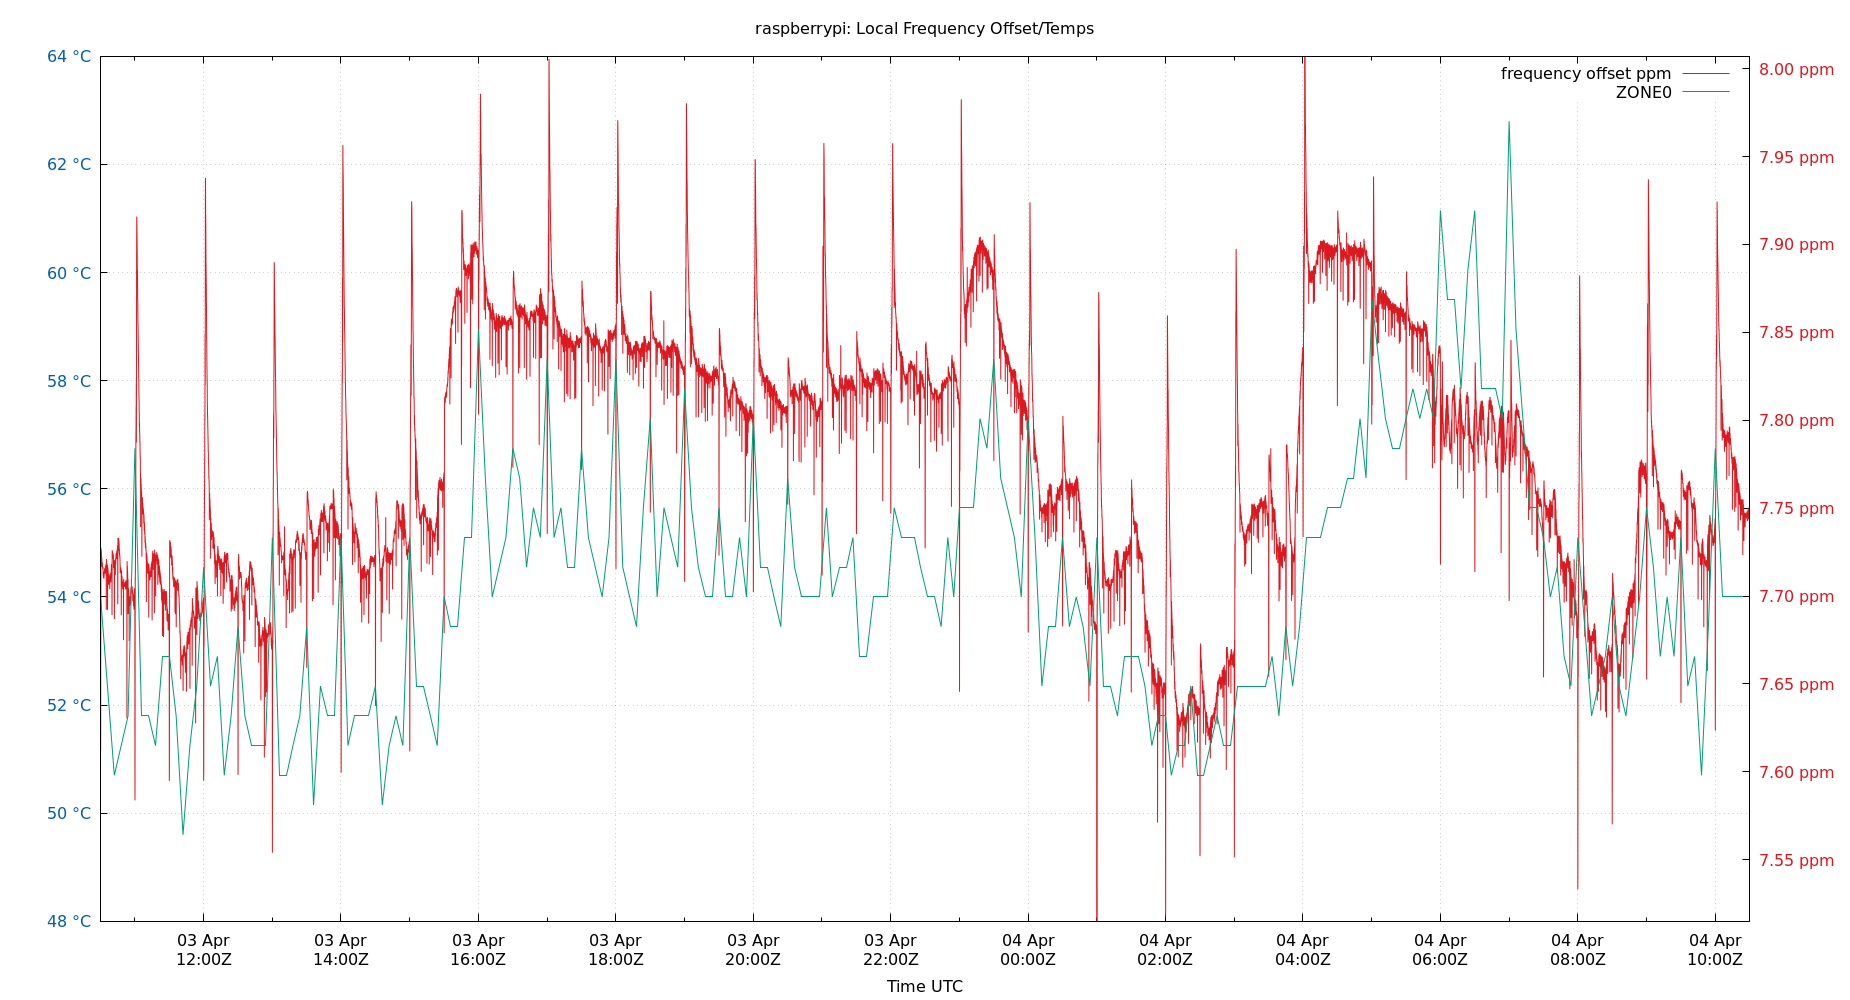 raspberrypi: Local Frequency Offset/Temps
64 °C
62 °C
60 °C
58 °C
56 °C
54 °C
52 °C
50 °C
48 °C
8.00 ppm
7.95 ppm
7.90 ppm
7.85 ppm
7.80 ppm
7.75 ppm
7.70 ppm
7.65 ppm
7.60 ppm
7.55 ppm
frequency offset ppm
ZONE0
03 Apr
12:00Z
03 Apr
14:00Z
03 Apr
16:00Z
03 Apr
18:00Z
03 Apr
20:00Z
03 Apr
22:00Z
04 Apr
00:00Z
04 Apr
02:00Z
04 Apr
04:00Z
04 Apr
06:00Z
04 Apr
08:00Z
04 Apr
10:00Z
Time UTC